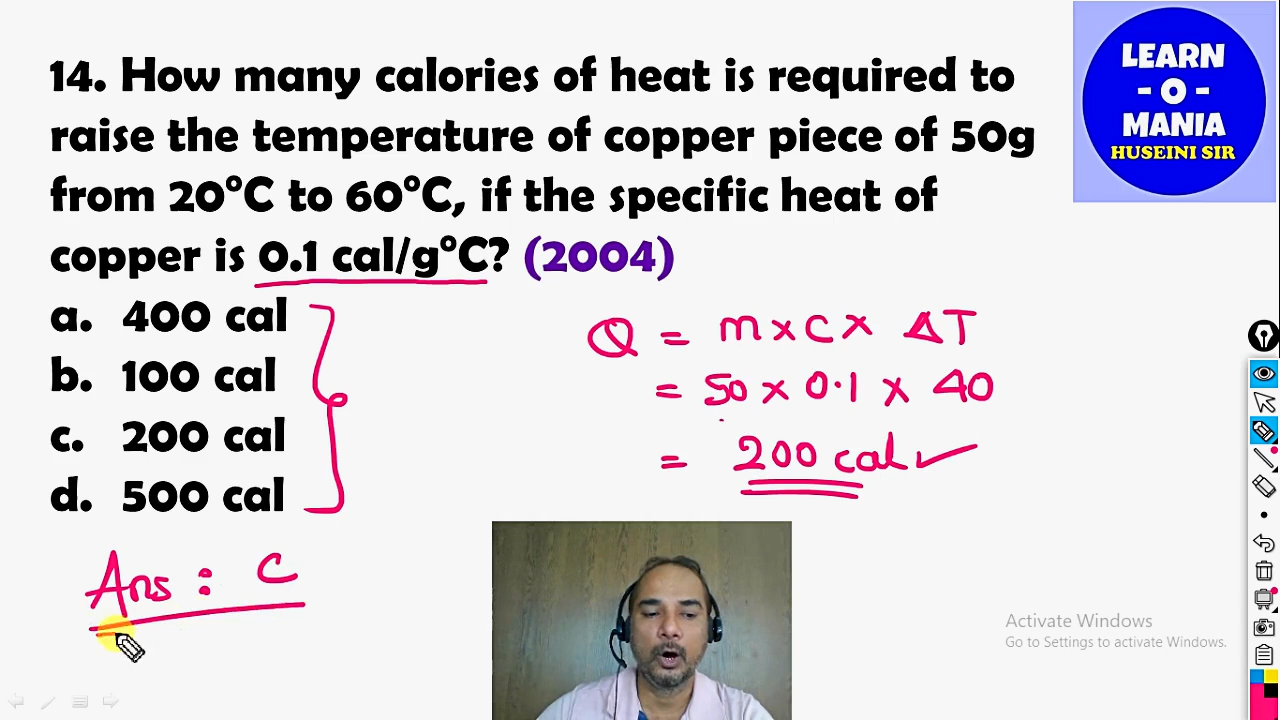 14. How many calories of heat is required to
raise the temperature of copper piece of 50g
from 20°C to 60°C, if the specific heat of
copper is 0.1 cal/g°C? (2004)
a. 400 cal
b. 100 cal
c. 200 cal
d. 500 cal
Ans : C
Q = m x c x ΔT
= 50 x 0.1 x 40
= 200 cal
LEARN
- O -
MANIA
HUSEINI SIR
Activate Windows
Go to Settings to activate Windows.